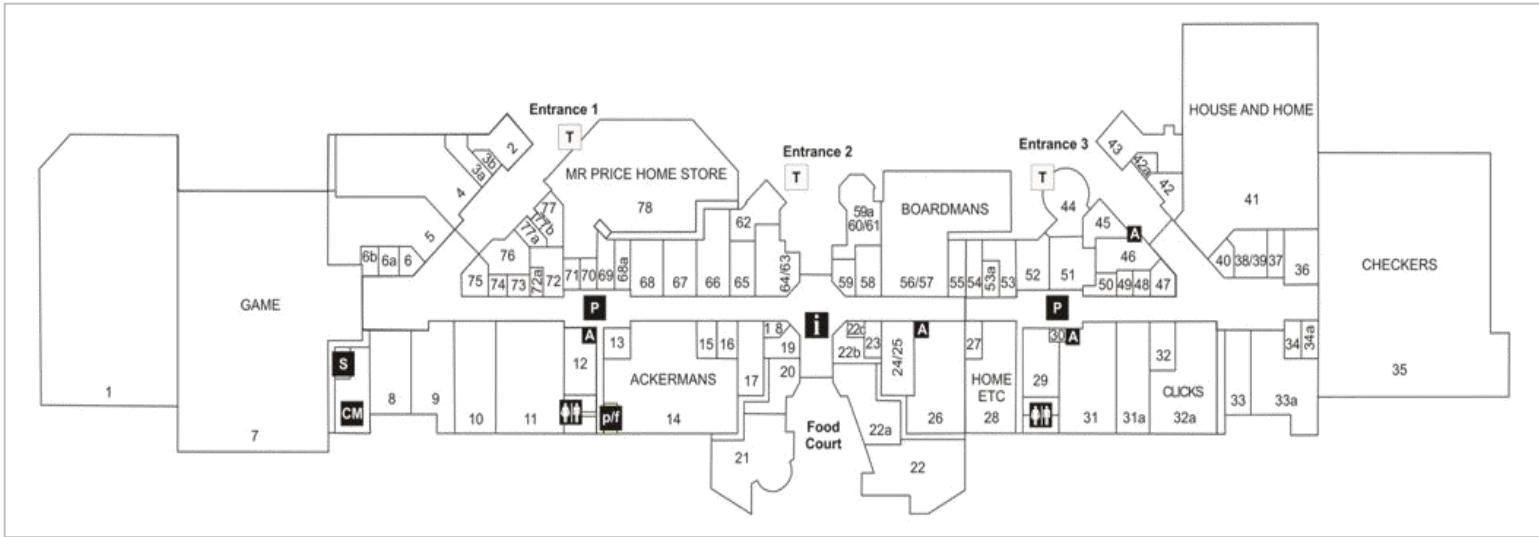 Entrance 1
T
2
3b
3a
4
5
6b
6a
6
GAME
1
7
S
CM
MR PRICE HOME STORE
78
77
77b
77a
76
75
74
73
72a
72
71
70
69
68a
68
67
66
65
62
64/63
Entrance 2
T
59a
60/61
59
58
BOARDMANS
56/57
55
54
53a
53
52
51
Entrance 3
T
44
45
A
46
50
49
48
47
43
42a
42
HOUSE AND HOME
41
40
38/39
37
36
CHECKERS
35
P
i
P
8
9
10
11
A
12
13
p/f
ACKERMANS
14
15
16
17
1 8
19
20
21
Food
Court
22c
22b
23
24/25
A
22a
22
26
27
HOME
ETC
28
30
A
29
31
31a
32
CLICKS
32a
33
33a
34
34a